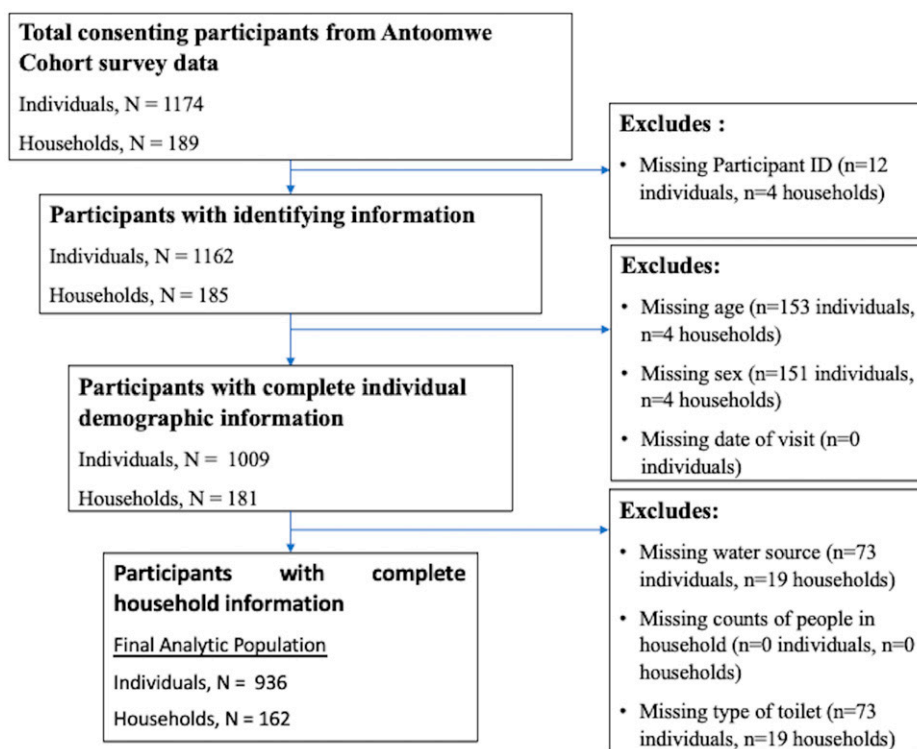 Total consenting participants from Antoomwe
Cohort survey data
Individuals, N = 1174
Households, N = 189
Excludes :
• Missing Participant ID (n=12
individuals, n=4 households)
Participants with identifying information
Individuals, N = 1162
Households, N = 185
Excludes:
• Missing age (n=153 individuals,
n=4 households)
• Missing sex (n=151 individuals,
n=4 households)
• Missing date of visit (n=0
individuals)
Participants with complete individual
demographic information
Individuals, N =  1009
Households, N = 181
Excludes:
• Missing water source (n=73
individuals, n=19 households)
• Missing counts of people in
household (n=0 individuals, n=0
households)
• Missing type of toilet (n=73
individuals, n=19 households)
Participants with complete
household information
Final Analytic Population
Individuals, N =  936
Households, N = 162